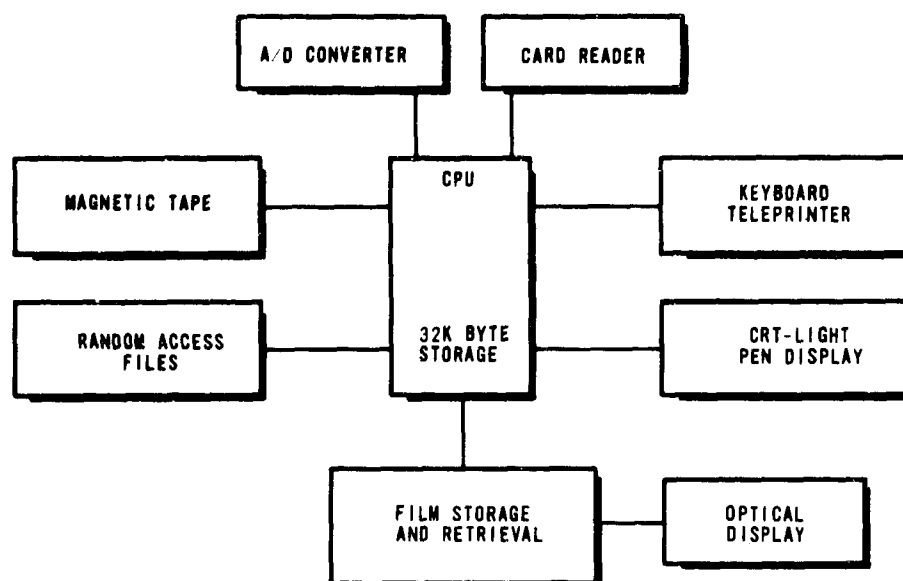 A/D CONVERTER
CARD READER
MAGNETIC TAPE
CPU
KEYBOARD
TELEPRINTER
RANDOM ACCESS
FILES
32K BYTE
STORAGE
CRT-LIGHT
PEN DISPLAY
FILM STORAGE
AND RETRIEVAL
OPTICAL
DISPLAY